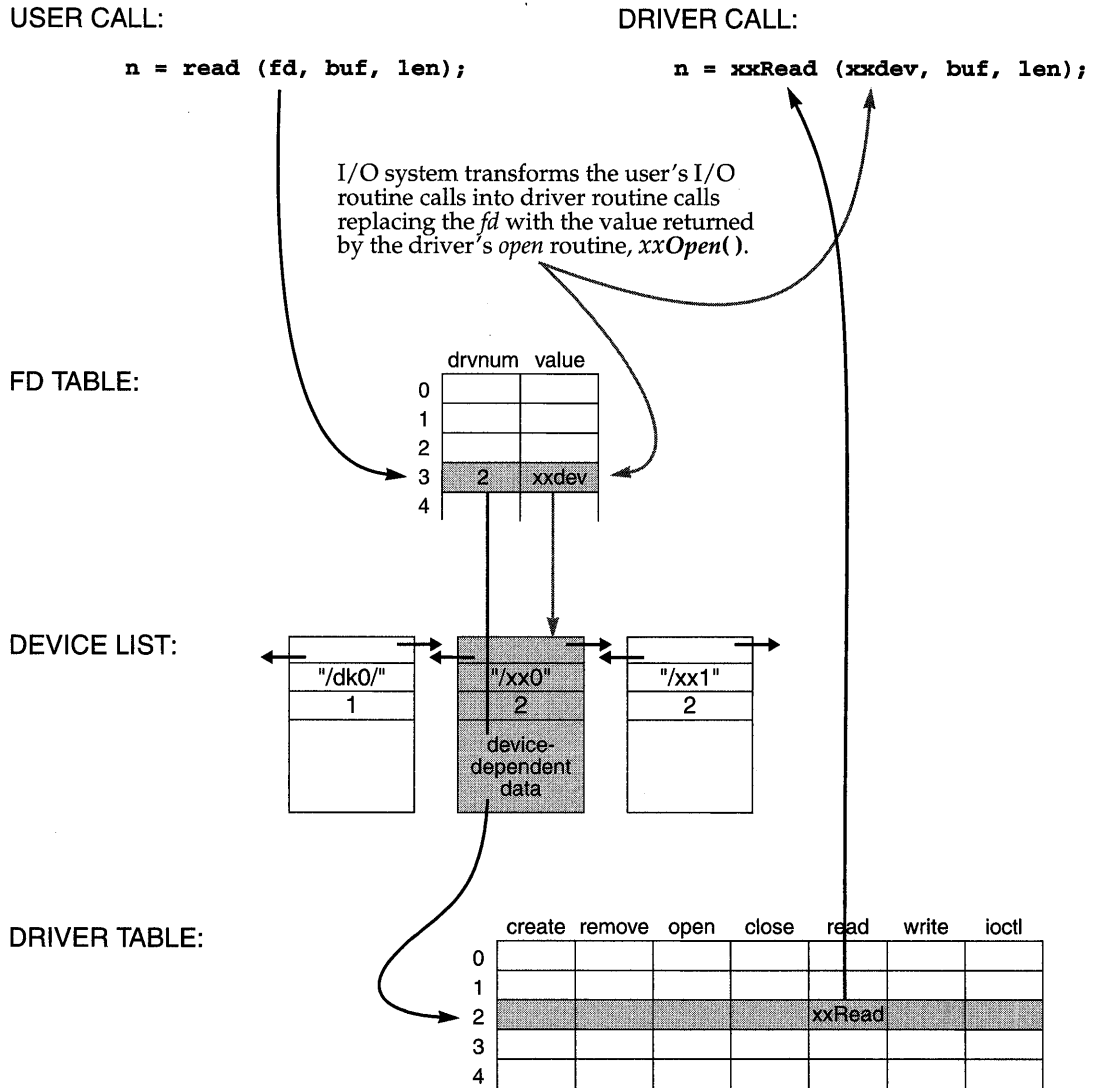 USER CALL:
DRIVER CALL:
n = read (fd, buf, len);
n = xxRead (xxdev, buf, len);
I/O system transforms the user's I/O
routine calls into driver routine calls
replacing the fd with the value returned
by the driver's open routine, xxOpen( ).
FD TABLE:
drvnum value
0
1
2
3 2 xxdev
4
DEVICE LIST:
"/dk0/" "/xx0" "/xx1"
1 2 2
device-
dependent
data
DRIVER TABLE:
create remove open close read write ioctl
0
1
2 xxRead
3
4